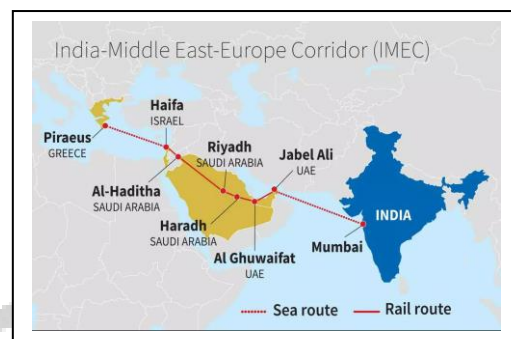 India-Middle East-Europe Corridor (IMEC)
Haifa
ISRAEL
Piraeus
GREECE
Riyadh
SAUDI ARABIA
Jabel Ali
UAE
Al-Haditha
SAUDI ARABIA
INDIA
Haradh
SAUDI ARABIA
Mumbai
Al Ghuwaifat
UAE
Sea route
Rail route